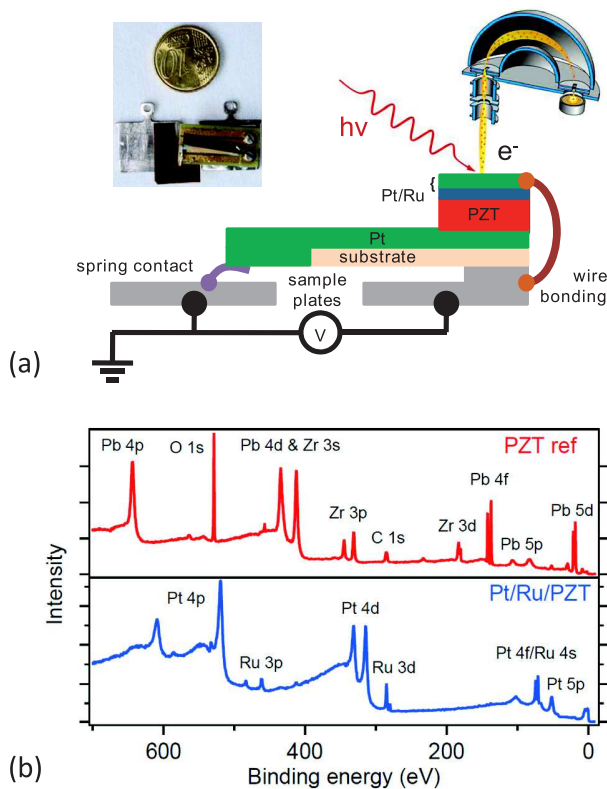 hν
e-
Pt/Ru {
PZT
Pt
substrate
spring contact
sample
plates
wire
bonding
V
(a)
Pb 4p
O 1s
Pb 4d & Zr 3s
PZT ref
Pb 4f
Zr 3p
C 1s
Zr 3d
Pb 5p
Pb 5d
Pt/Ru/PZT
Pt 4p
Ru 3p
Pt 4d
Ru 3d
Pt 4f/Ru 4s
Pt 5p
Intensity
600
400
200
0
Binding energy (eV)
(b)